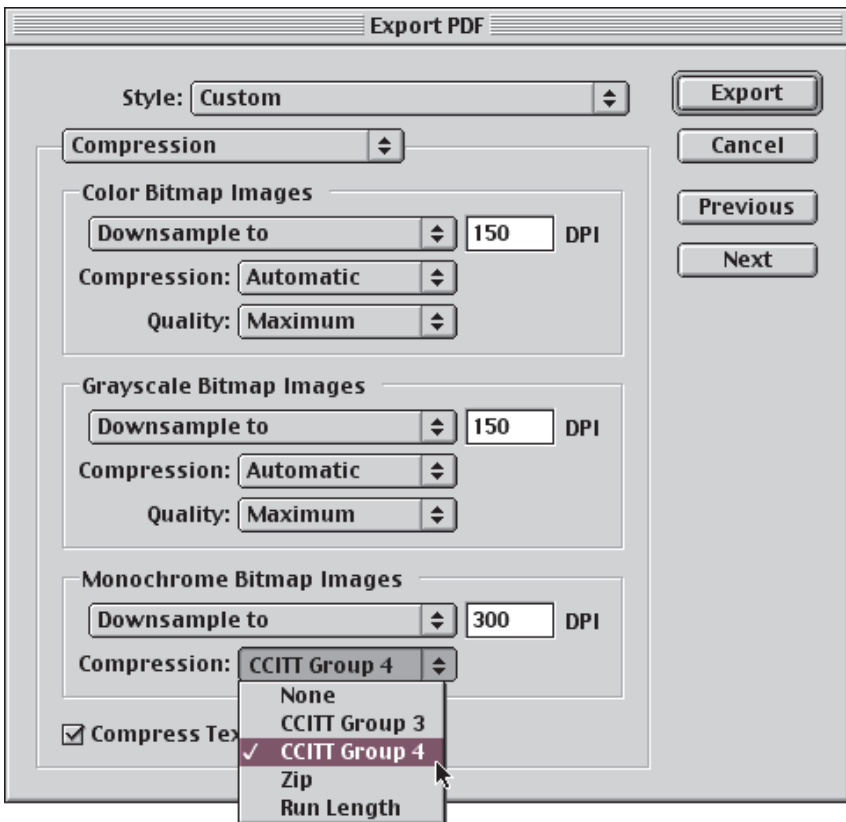 Export PDF
Style: Custom
Export
Compression
Cancel
Color Bitmap Images
Previous
Downsample to 150 DPI
Next
Compression: Automatic
Quality: Maximum
Grayscale Bitmap Images
Downsample to 150 DPI
Compression: Automatic
Quality: Maximum
Monochrome Bitmap Images
Downsample to 300 DPI
Compression: CCITT Group 4
None
CCITT Group 3
Compress
✓ CCITT Group 4
Zip
Run Length